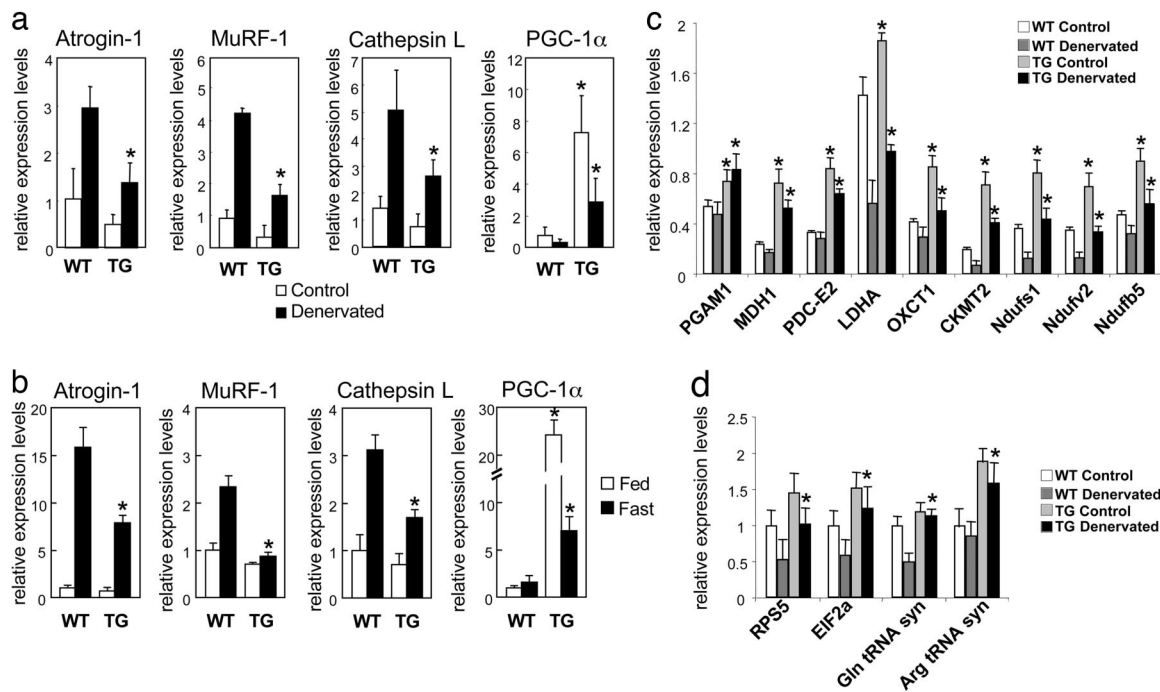 a
Atrogin-1
MuRF-1
Cathepsin L
PGC-1α
relative expression levels
4
3
2
1
0
WT TG
relative expression levels
6
5
4
3
2
1
0
WT TG
relative expression levels
7
6
5
4
3
2
1
0
WT TG
relative expression levels
12
10
8
6
4
2
0
* *
WT TG
Control
Denervated
b
Atrogin-1
MuRF-1
Cathepsin L
PGC-1α
relative expression levels
20
15
10
5
0
*
WT TG
relative expression levels
4
3
2
1
0
*
WT TG
relative expression levels
4
3
2
1
0
*
WT TG
relative expression levels
30
20
10
5
0
* *
WT TG
Fed
Fast
c
relative expression levels
2
1.6
1.2
0.8
0.4
0
WT Control
WT Denervated
TG Control
TG Denervated
PGAM1
MDH1
PDC-E2
LDHA
OXCT1
CKMT2
Ndufs1
Ndufv2
Ndufb5
d
relative expression levels
2.5
2
1.5
1
0.5
0
WT Control
WT Denervated
TG Control
TG Denervated
RPS5
EIF2a
Gln tRNA syn
Arg tRNA syn